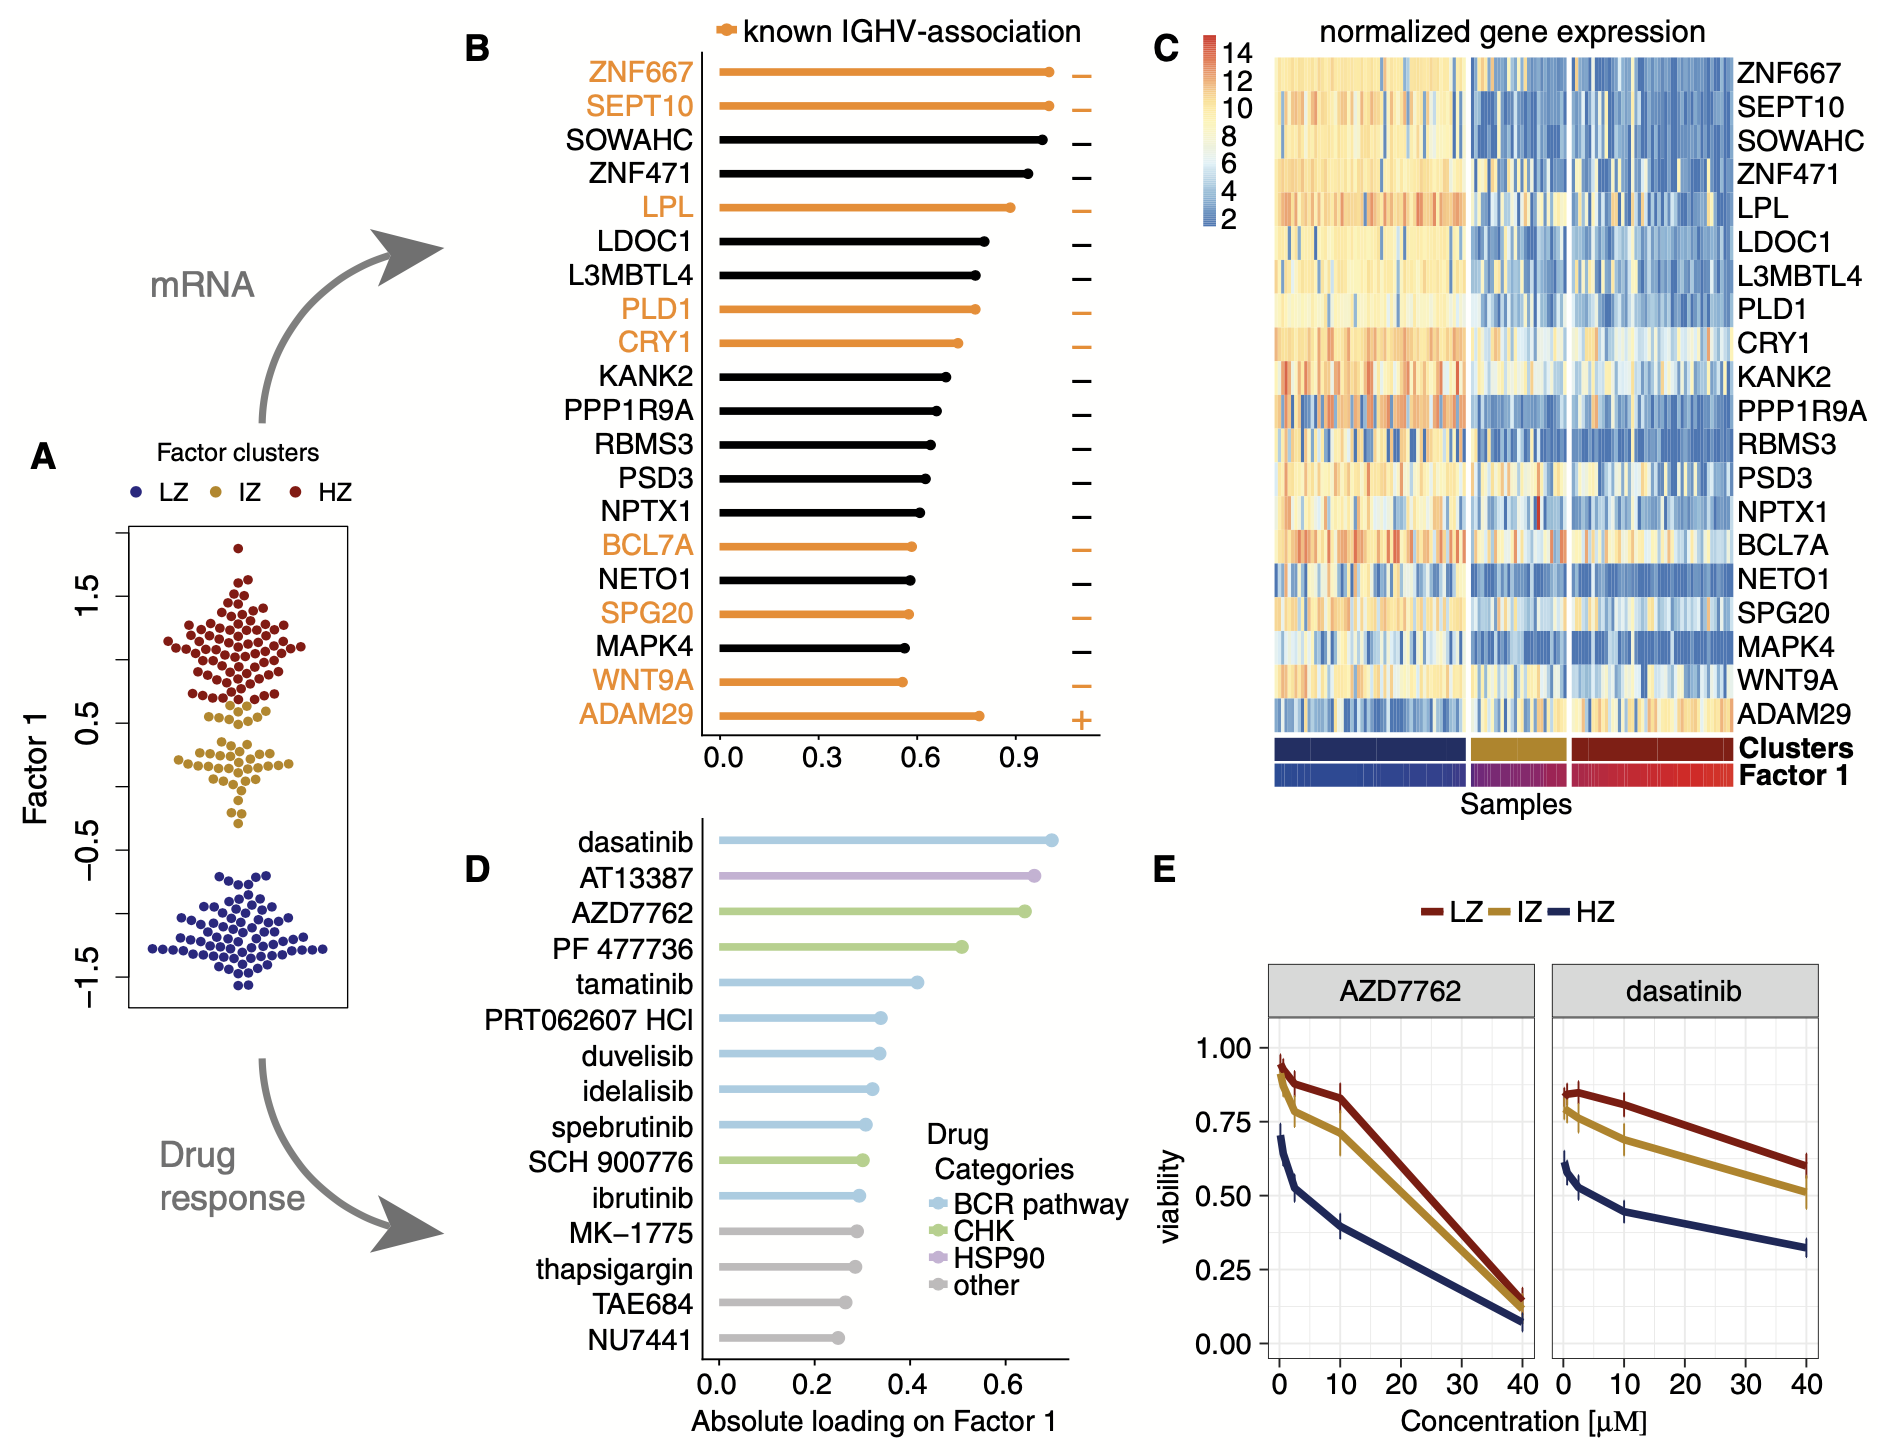 mRNA
Drug
response
A
Factor clusters
LZ IZ HZ
Factor 1
1.5
0.5
−0.5
−1.5
B
known IGHV-association
ZNF667 −
SEPT10 −
SOWAHC −
ZNF471 −
LPL −
LDOC1 −
L3MBTL4 −
PLD1 −
CRY1 −
KANK2 −
PPP1R9A −
RBMS3 −
PSD3 −
NPTX1 −
BCL7A −
NETO1 −
SPG20 −
MAPK4 −
WNT9A −
ADAM29 +
0.0 0.3 0.6 0.9
C
normalized gene expression
14
12
10
8
6
4
2
ZNF667
SEPT10
SOWAHC
ZNF471
LPL
LDOC1
L3MBTL4
PLD1
CRY1
KANK2
PPP1R9A
RBMS3
PSD3
NPTX1
BCL7A
NETO1
SPG20
MAPK4
WNT9A
ADAM29
Clusters
Factor 1
Samples
D
dasatinib
AT13387
AZD7762
PF 477736
tamatinib
PRT062607 HCl
duvelisib
idelalisib
spebrutinib
SCH 900776
ibrutinib
MK−1775
thapsigargin
TAE684
NU7441
Drug
Categories
BCR pathway
CHK
HSP90
other
0.0 0.2 0.4 0.6
Absolute loading on Factor 1
E
LZ IZ HZ
AZD7762 dasatinib
viability
1.00
0.75
0.50
0.25
0.00
0 10 20 30 40 0 10 20 30 40
Concentration [μM]